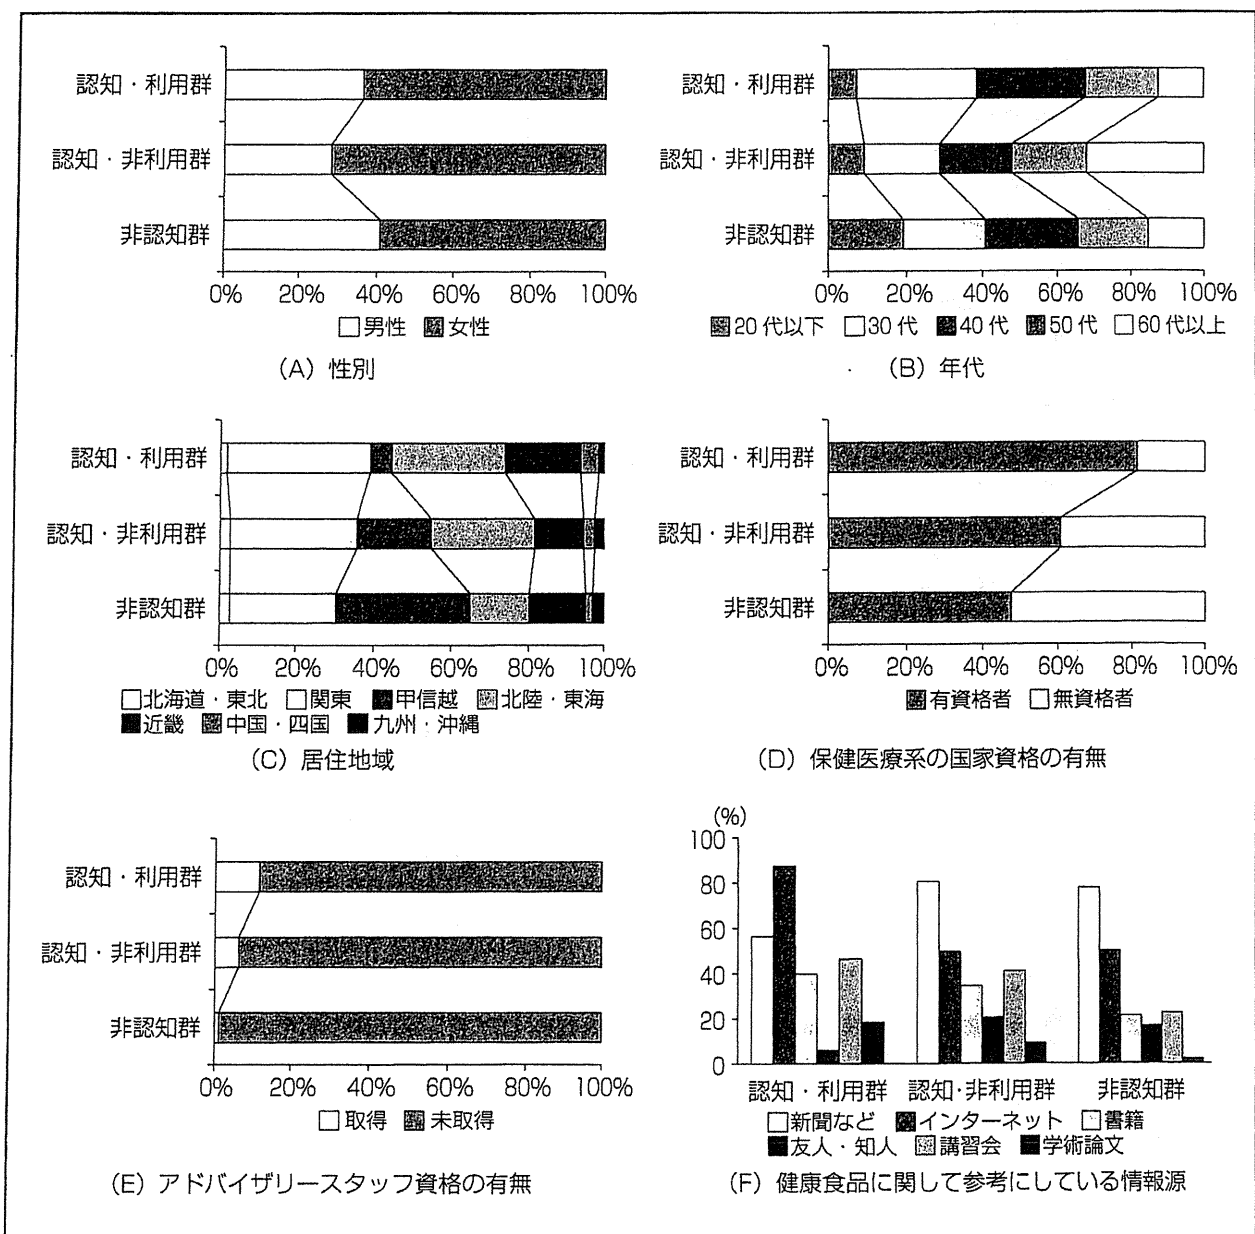 認知・利用群
認知・非利用群
非認知群
0% 20% 40% 60% 80% 100%
□男性 ■女性
(A) 性別
認知・利用群
認知・非利用群
非認知群
0% 20% 40% 60% 80% 100%
■20代以下 □30代 ■40代 ■50代 □60代以上
(B) 年代
認知・利用群
認知・非利用群
非認知群
0% 20% 40% 60% 80% 100%
□北海道・東北 □関東 ■甲信越 ■北陸・東海
■近畿 ■中国・四国 ■九州・沖縄
(C) 居住地域
認知・利用群
認知・非利用群
非認知群
0% 20% 40% 60% 80% 100%
■有資格者 □無資格者
(D) 保健医療系の国家資格の有無
認知・利用群
認知・非利用群
非認知群
0% 20% 40% 60% 80% 100%
□取得 ■未取得
(E) アドバイザリースタッフ資格の有無
(%)
100
80
60
40
20
0
認知・利用群 認知・非利用群 非認知群
□新聞など ■インターネット □書籍
■友人・知人 ■講習会 ■学術論文
(F) 健康食品に関して参考にしている情報源